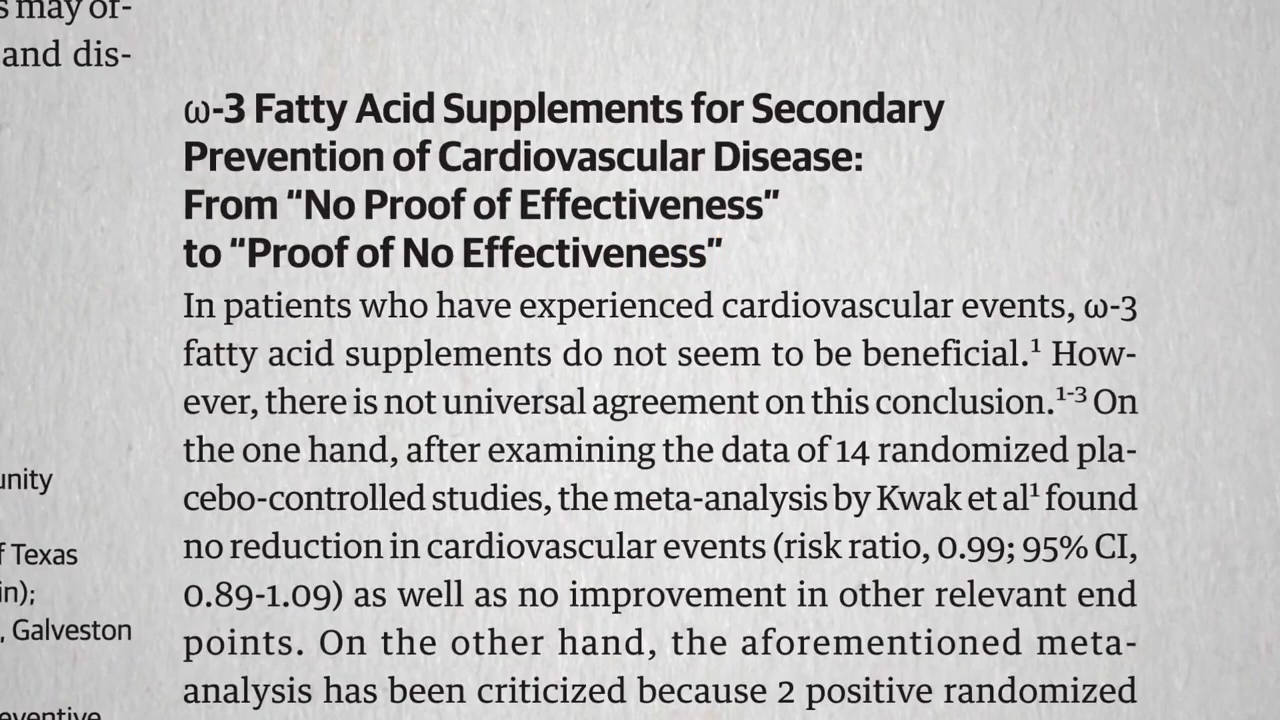 s may of-
and dis-
unity
f Texas
in);
, Galveston
eventive
ω-3 Fatty Acid Supplements for Secondary
Prevention of Cardiovascular Disease:
From “No Proof of Effectiveness”
to “Proof of No Effectiveness”
In patients who have experienced cardiovascular events, ω-3
fatty acid supplements do not seem to be beneficial.¹ How-
ever, there is not universal agreement on this conclusion.¹⁻³ On
the one hand, after examining the data of 14 randomized pla-
cebo-controlled studies, the meta-analysis by Kwak et al¹ found
no reduction in cardiovascular events (risk ratio, 0.99; 95% CI,
0.89-1.09) as well as no improvement in other relevant end
points. On the other hand, the aforementioned meta-
analysis has been criticized because 2 positive randomized